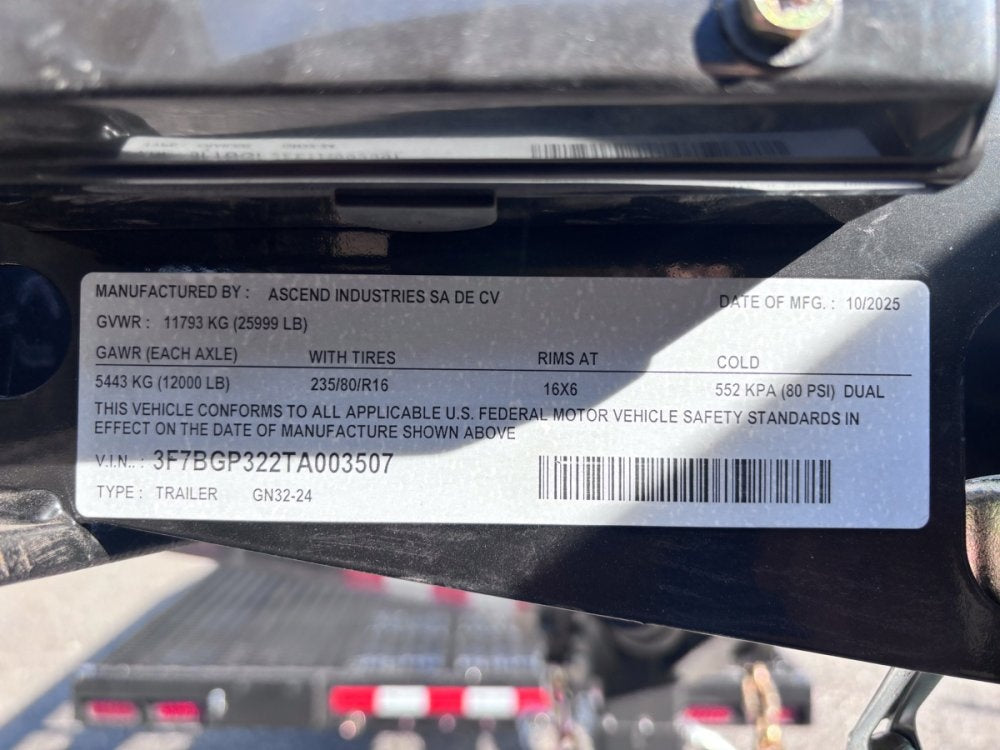 MANUFACTURED BY : ASCEND INDUSTRIES SA DE CV DATE OF MFG. : 10/2025
GVWR : 11793 KG (25999 LB)
GAWR (EACH AXLE) WITH TIRES RIMS AT COLD
5443 KG (12000 LB) 235/80/R16 16X6 552 KPA (80 PSI) DUAL
THIS VEHICLE CONFORMS TO ALL APPLICABLE U.S. FEDERAL MOTOR VEHICLE SAFETY STANDARDS IN
EFFECT ON THE DATE OF MANUFACTURE SHOWN ABOVE
V.I.N.. : 3F7BGP322TA003507
TYPE : TRAILER GN32-24